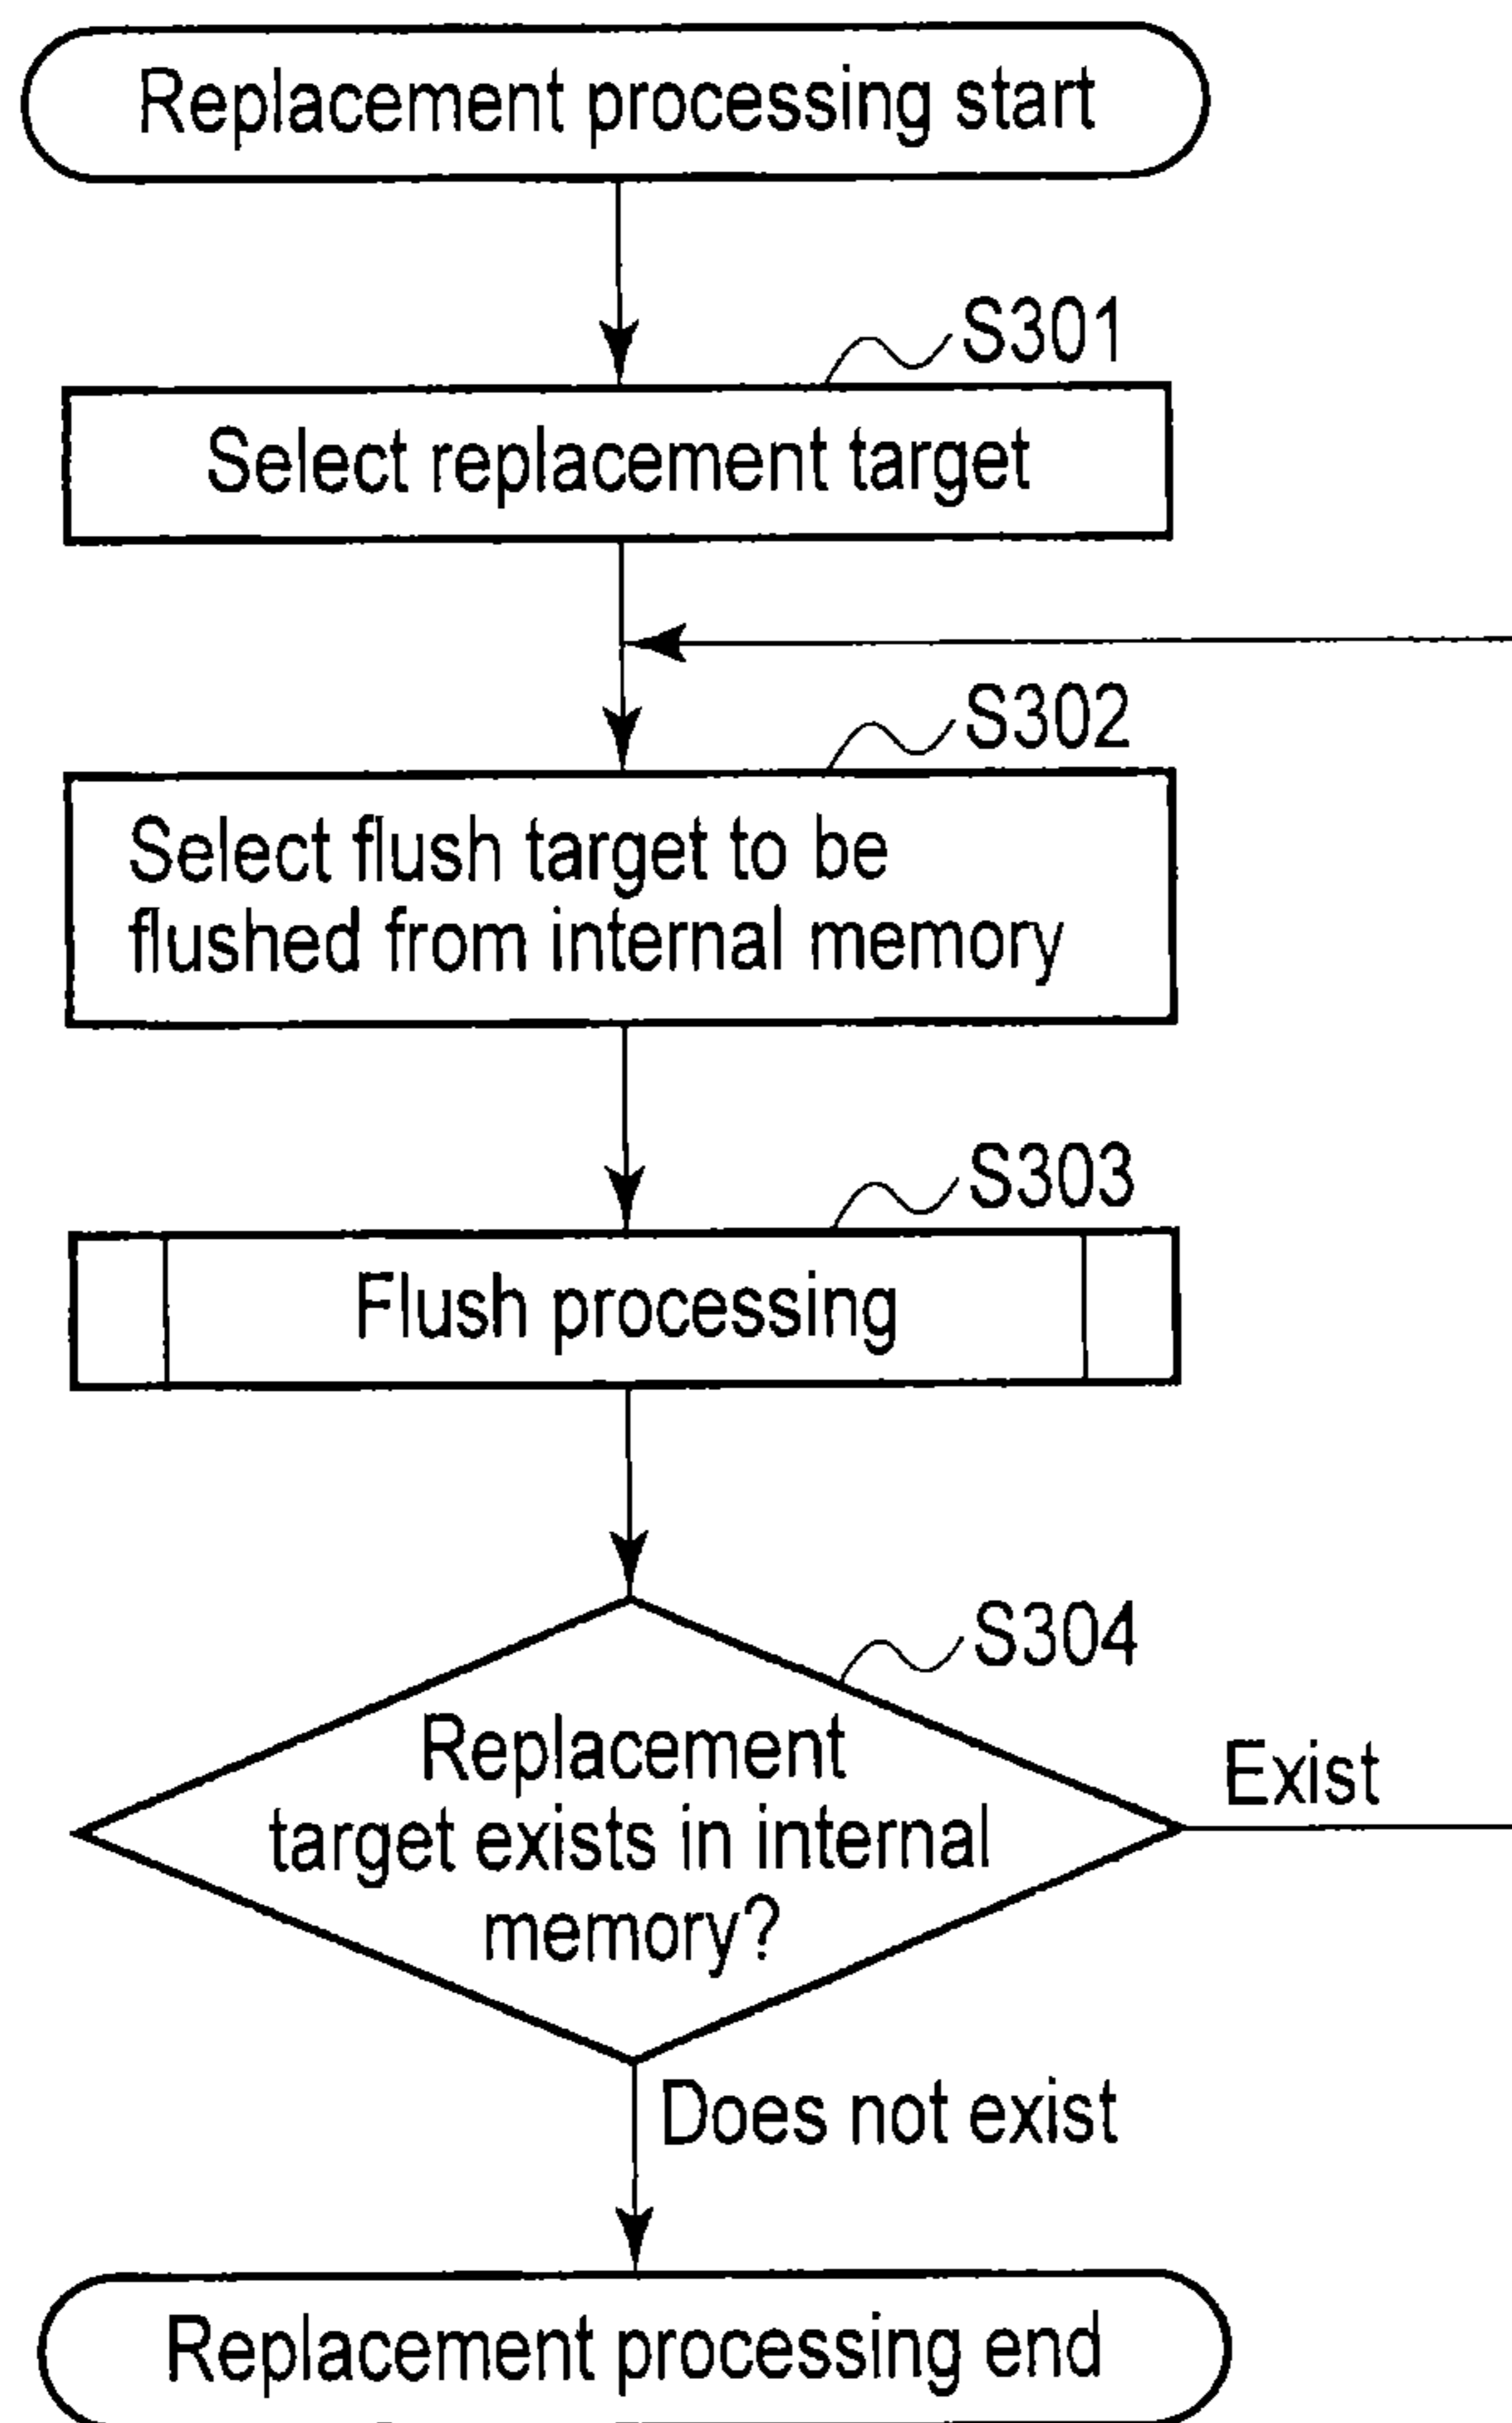 Replacement processing start
S301
Select replacement target
S302
Select flush target to be
flushed from internal memory
S303
Flush processing
S304
Replacement
target exists in internal
memory?
Exist
Does not exist
Replacement processing end